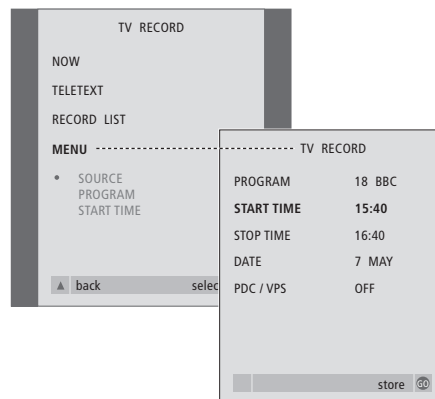 TV RECORD
NOW
TELETEXT
RECORD LIST
MENU
SOURCE
PROGRAM
START TIME
back selec
TV RECORD
PROGRAM 18 BBC
START TIME 15:40
STOP TIME 16:40
DATE 7 MAY
PDC / VPS OFF
store GO